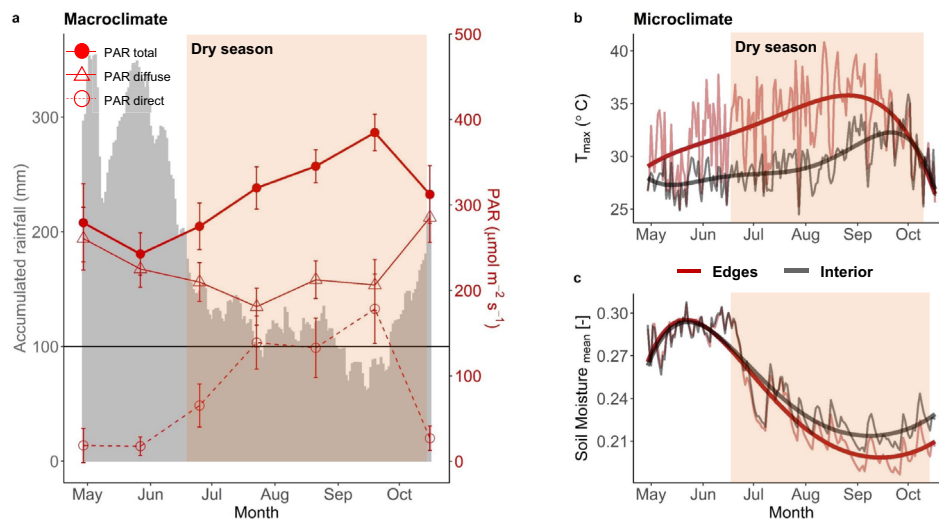 a
Macroclimate
PAR total
PAR diffuse
PAR direct
Dry season
Accumulated rainfall (mm)
300
200
100
0
500
400
300
200
100
0
PAR (μmol m⁻² s⁻¹)
May Jun Jul Aug Sep Oct
Month
b
Microclimate
Dry season
Tmax (° C)
40
35
30
25
May Jun Jul Aug Sep Oct
Edges Interior
c
Soil Moisture mean [-]
0.30
0.27
0.24
0.21
May Jun Jul Aug Sep Oct
Month